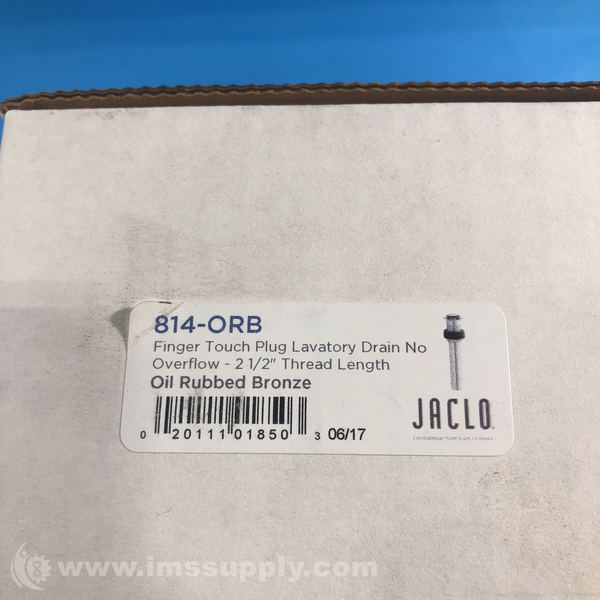 814-ORB
Finger Touch Plug Lavatory Drain No
Overflow - 2 1/2" Thread Length
Oil Rubbed Bronze
JACLO
0 20111 01850 3 06/17
www.imssupply.com